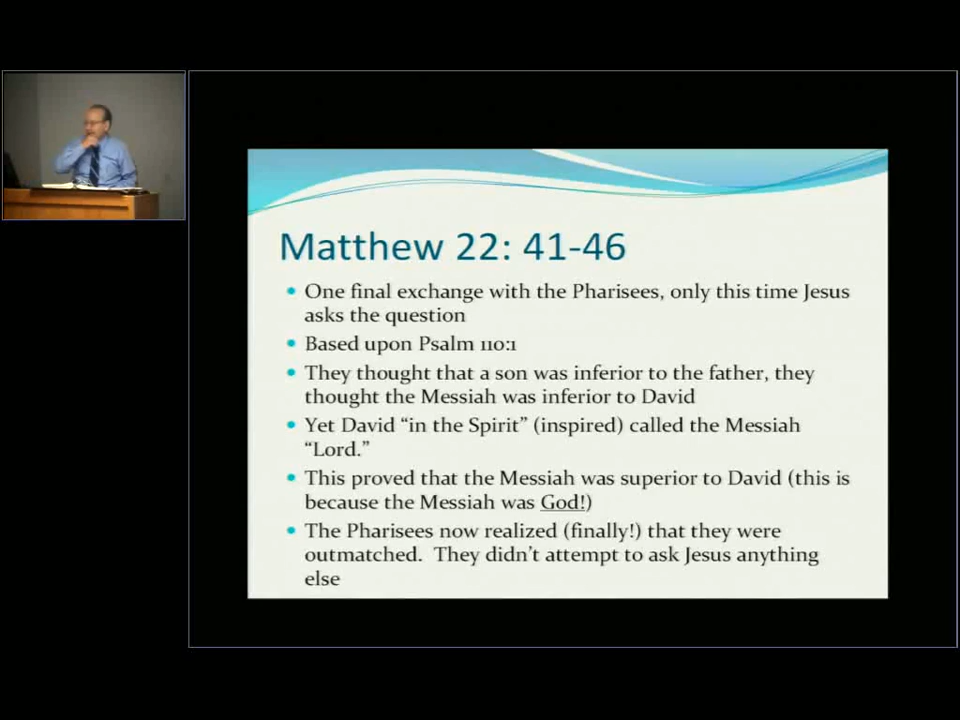 Matthew 22: 41-46
• One final exchange with the Pharisees, only this time Jesus
asks the question
• Based upon Psalm 110:1
• They thought that a son was inferior to the father, they
thought the Messiah was inferior to David
• Yet David “in the Spirit” (inspired) called the Messiah
“Lord.”
• This proved that the Messiah was superior to David (this is
because the Messiah was God!)
• The Pharisees now realized (finally!) that they were
outmatched. They didn’t attempt to ask Jesus anything
else